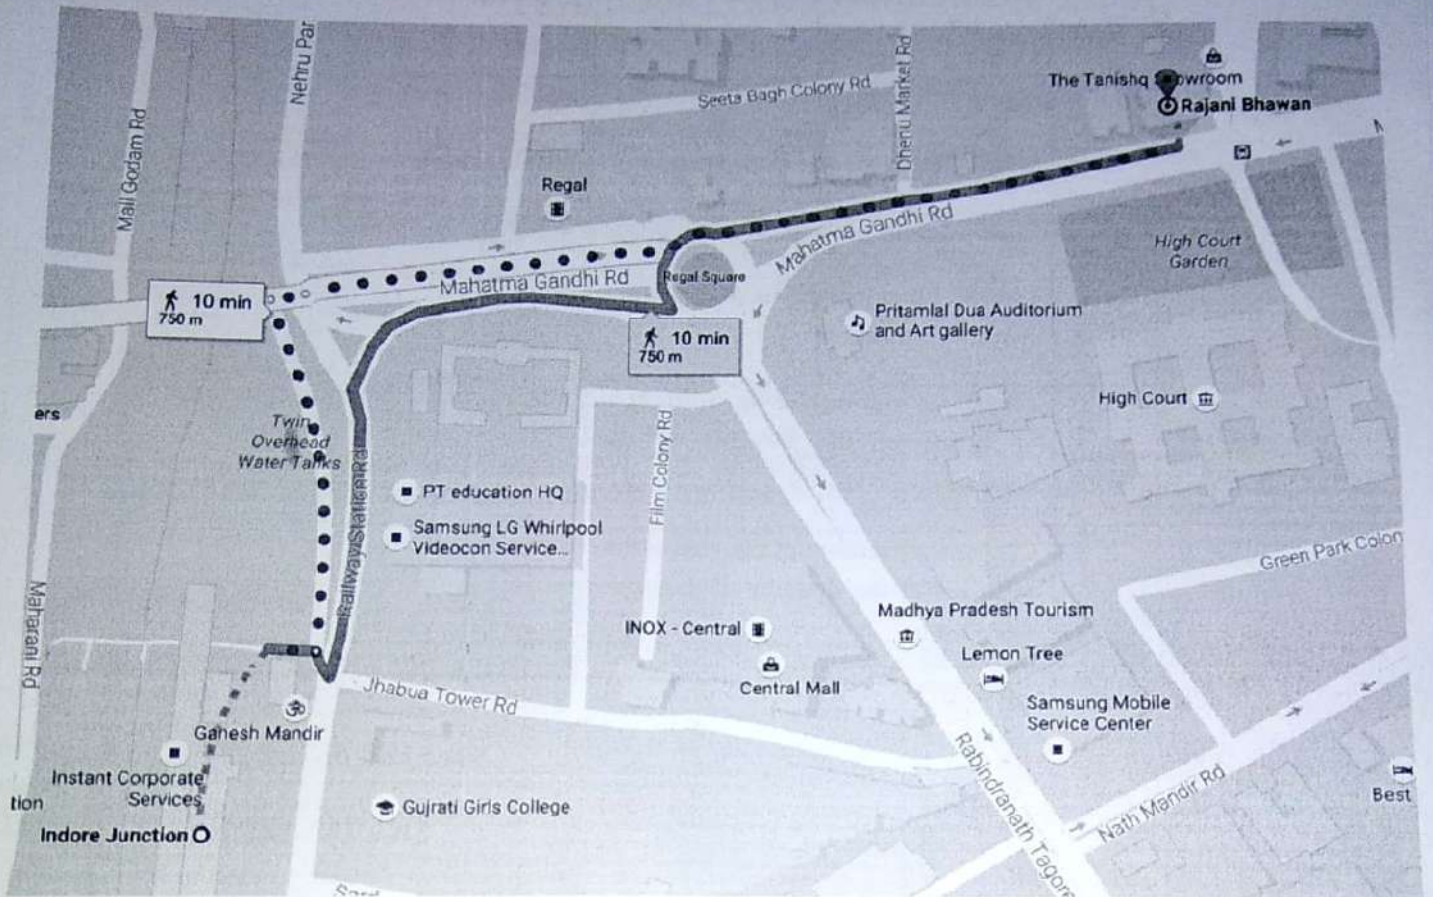 Nehru Par
Mail Godam Rd
Seeta Bagh Colony Rd
Dhenu Market Rd
The Tanishq Showroom
Rajani Bhawan
Regal
Mahatma Gandhi Rd
Regal Square
Mahatma Gandhi Rd
High Court
Garden
10 min
750 m
10 min
750 m
Pritamlal Dua Auditorium
and Art gallery
High Court
ers
Twin
Overhead
Water Tanks
Railway Station Rd
PT education HQ
Samsung LG Whirlpool
Videocon Service...
Film Colony Rd
Green Park Colon
Maharani Rd
INOX - Central
Central Mall
Madhya Pradesh Tourism
Lemon Tree
Samsung Mobile
Service Center
Jhabua Tower Rd
Ganesh Mandir
Instant Corporate
Services
tion
Indore Junction
Gujrati Girls College
Rabindranath Tagore
Nath Mandir Rd
Best